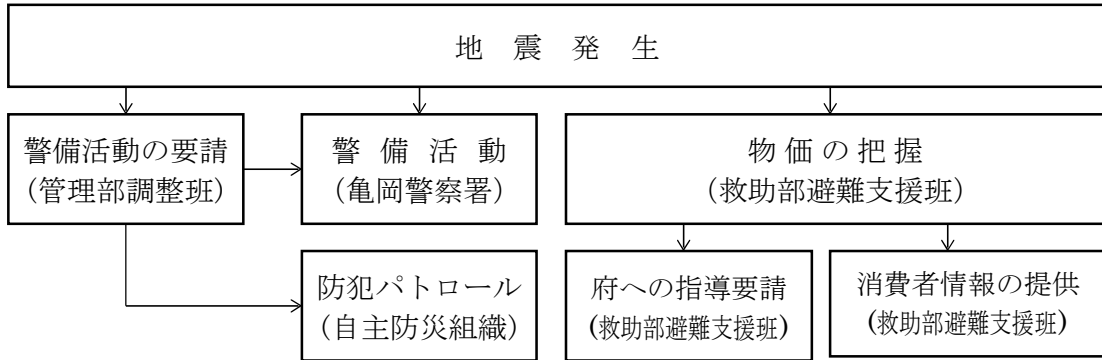 地 震 発 生
警備活動の要請
(管理部調整班)
警 備 活 動
(亀岡警察署)
物 価 の 把 握
(救助部避難支援班)
防犯パトロール
(自主防災組織)
府への指導要請
(救助部避難支援班)
消費者情報の提供
(救助部避難支援班)